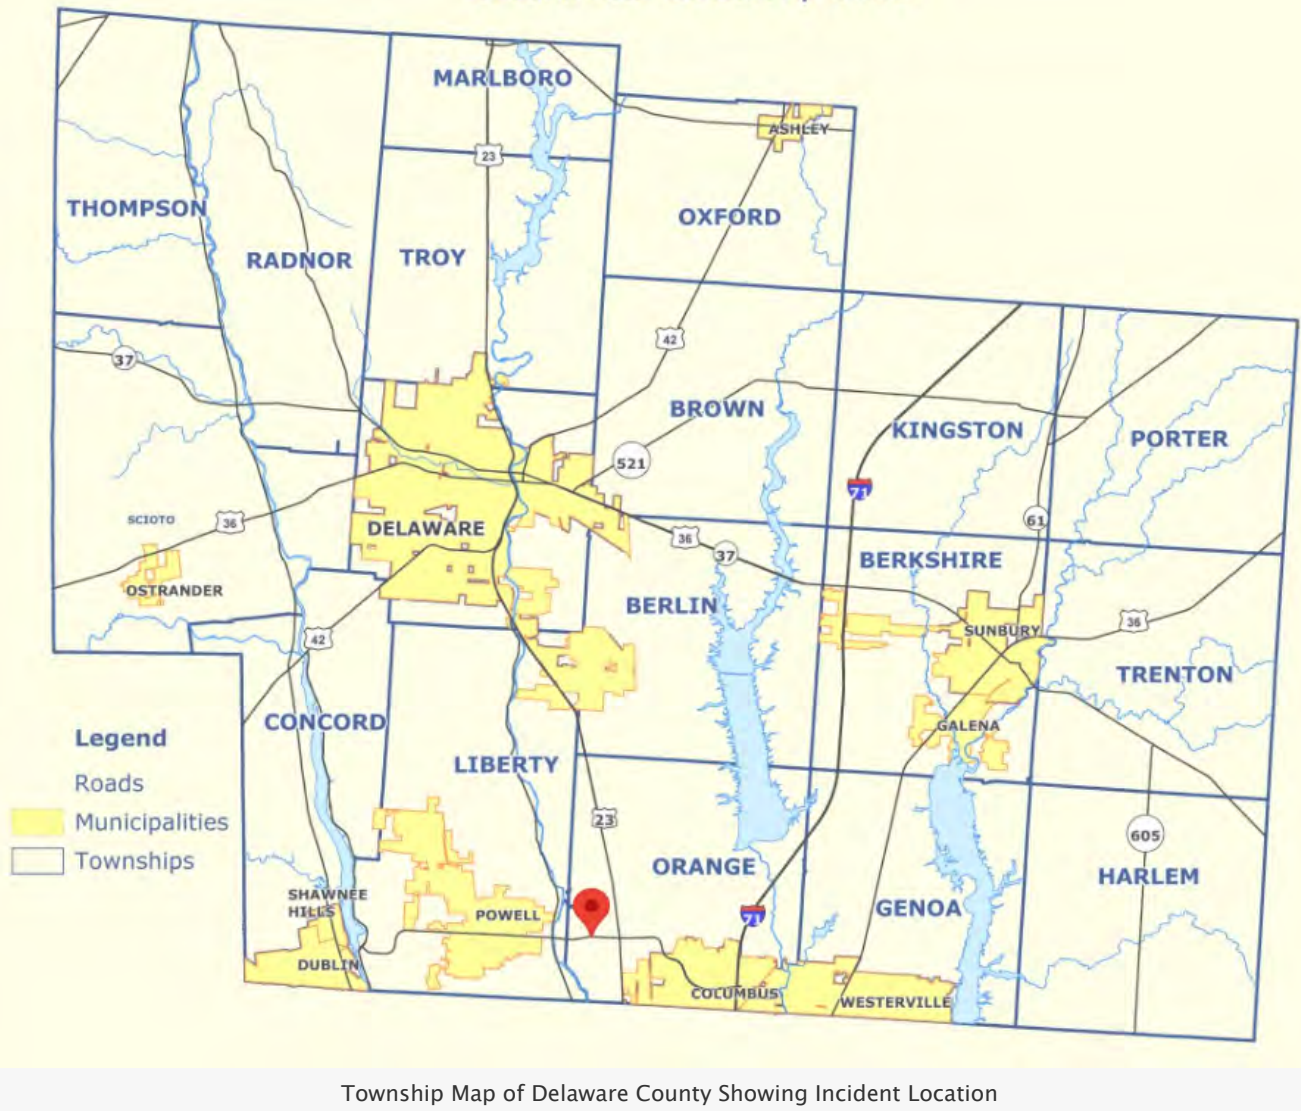 MARLBORO
23
ASHLEY
THOMPSON
OXFORD
RADNOR
TROY
42
37
BROWN
KINGSTON
PORTER
521
71
SCIOTO
36
DELAWARE
61
36
37
BERKSHIRE
OSTRANDER
BERLIN
SUNBURY
36
42
TRENTON
CONCORD
GALENA
Legend
LIBERTY
Roads
Municipalities
23
605
Townships
ORANGE
HARLEM
SHAWNEE
HILLS
POWELL
71
GENOA
DUBLIN
COLUMBUS
WESTERVILLE
Township Map of Delaware County Showing Incident Location